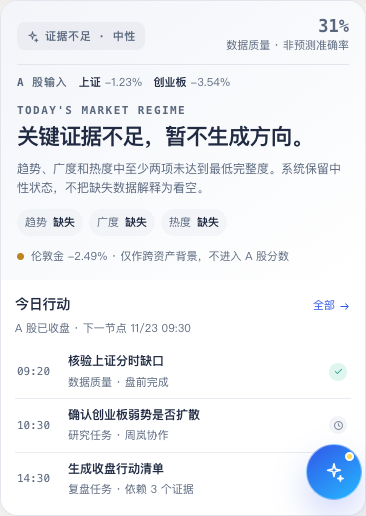 证据不足 · 中性
31%
数据质量 · 非预测准确率
A 股输入 上证 −1.23% 创业板 −3.54%
TODAY'S MARKET REGIME
关键证据不足，暂不生成方向。
趋势、广度和热度中至少两项未达到最低完整度。系统保留中
性状态，不把缺失数据解释为看空。
趋势 缺失 广度 缺失 热度 缺失
伦敦金 −2.49% · 仅作跨资产背景，不进入 A 股分数
今日行动
全部 →
A 股已收盘 · 下一节点 11/23 09:30
09:20 核验上证分时缺口
数据质量 · 盘前完成
10:30 确认创业板弱势是否扩散
研究任务 · 周岚协作
14:30 生成收盘行动清单
复盘任务 · 依赖 3 个证据